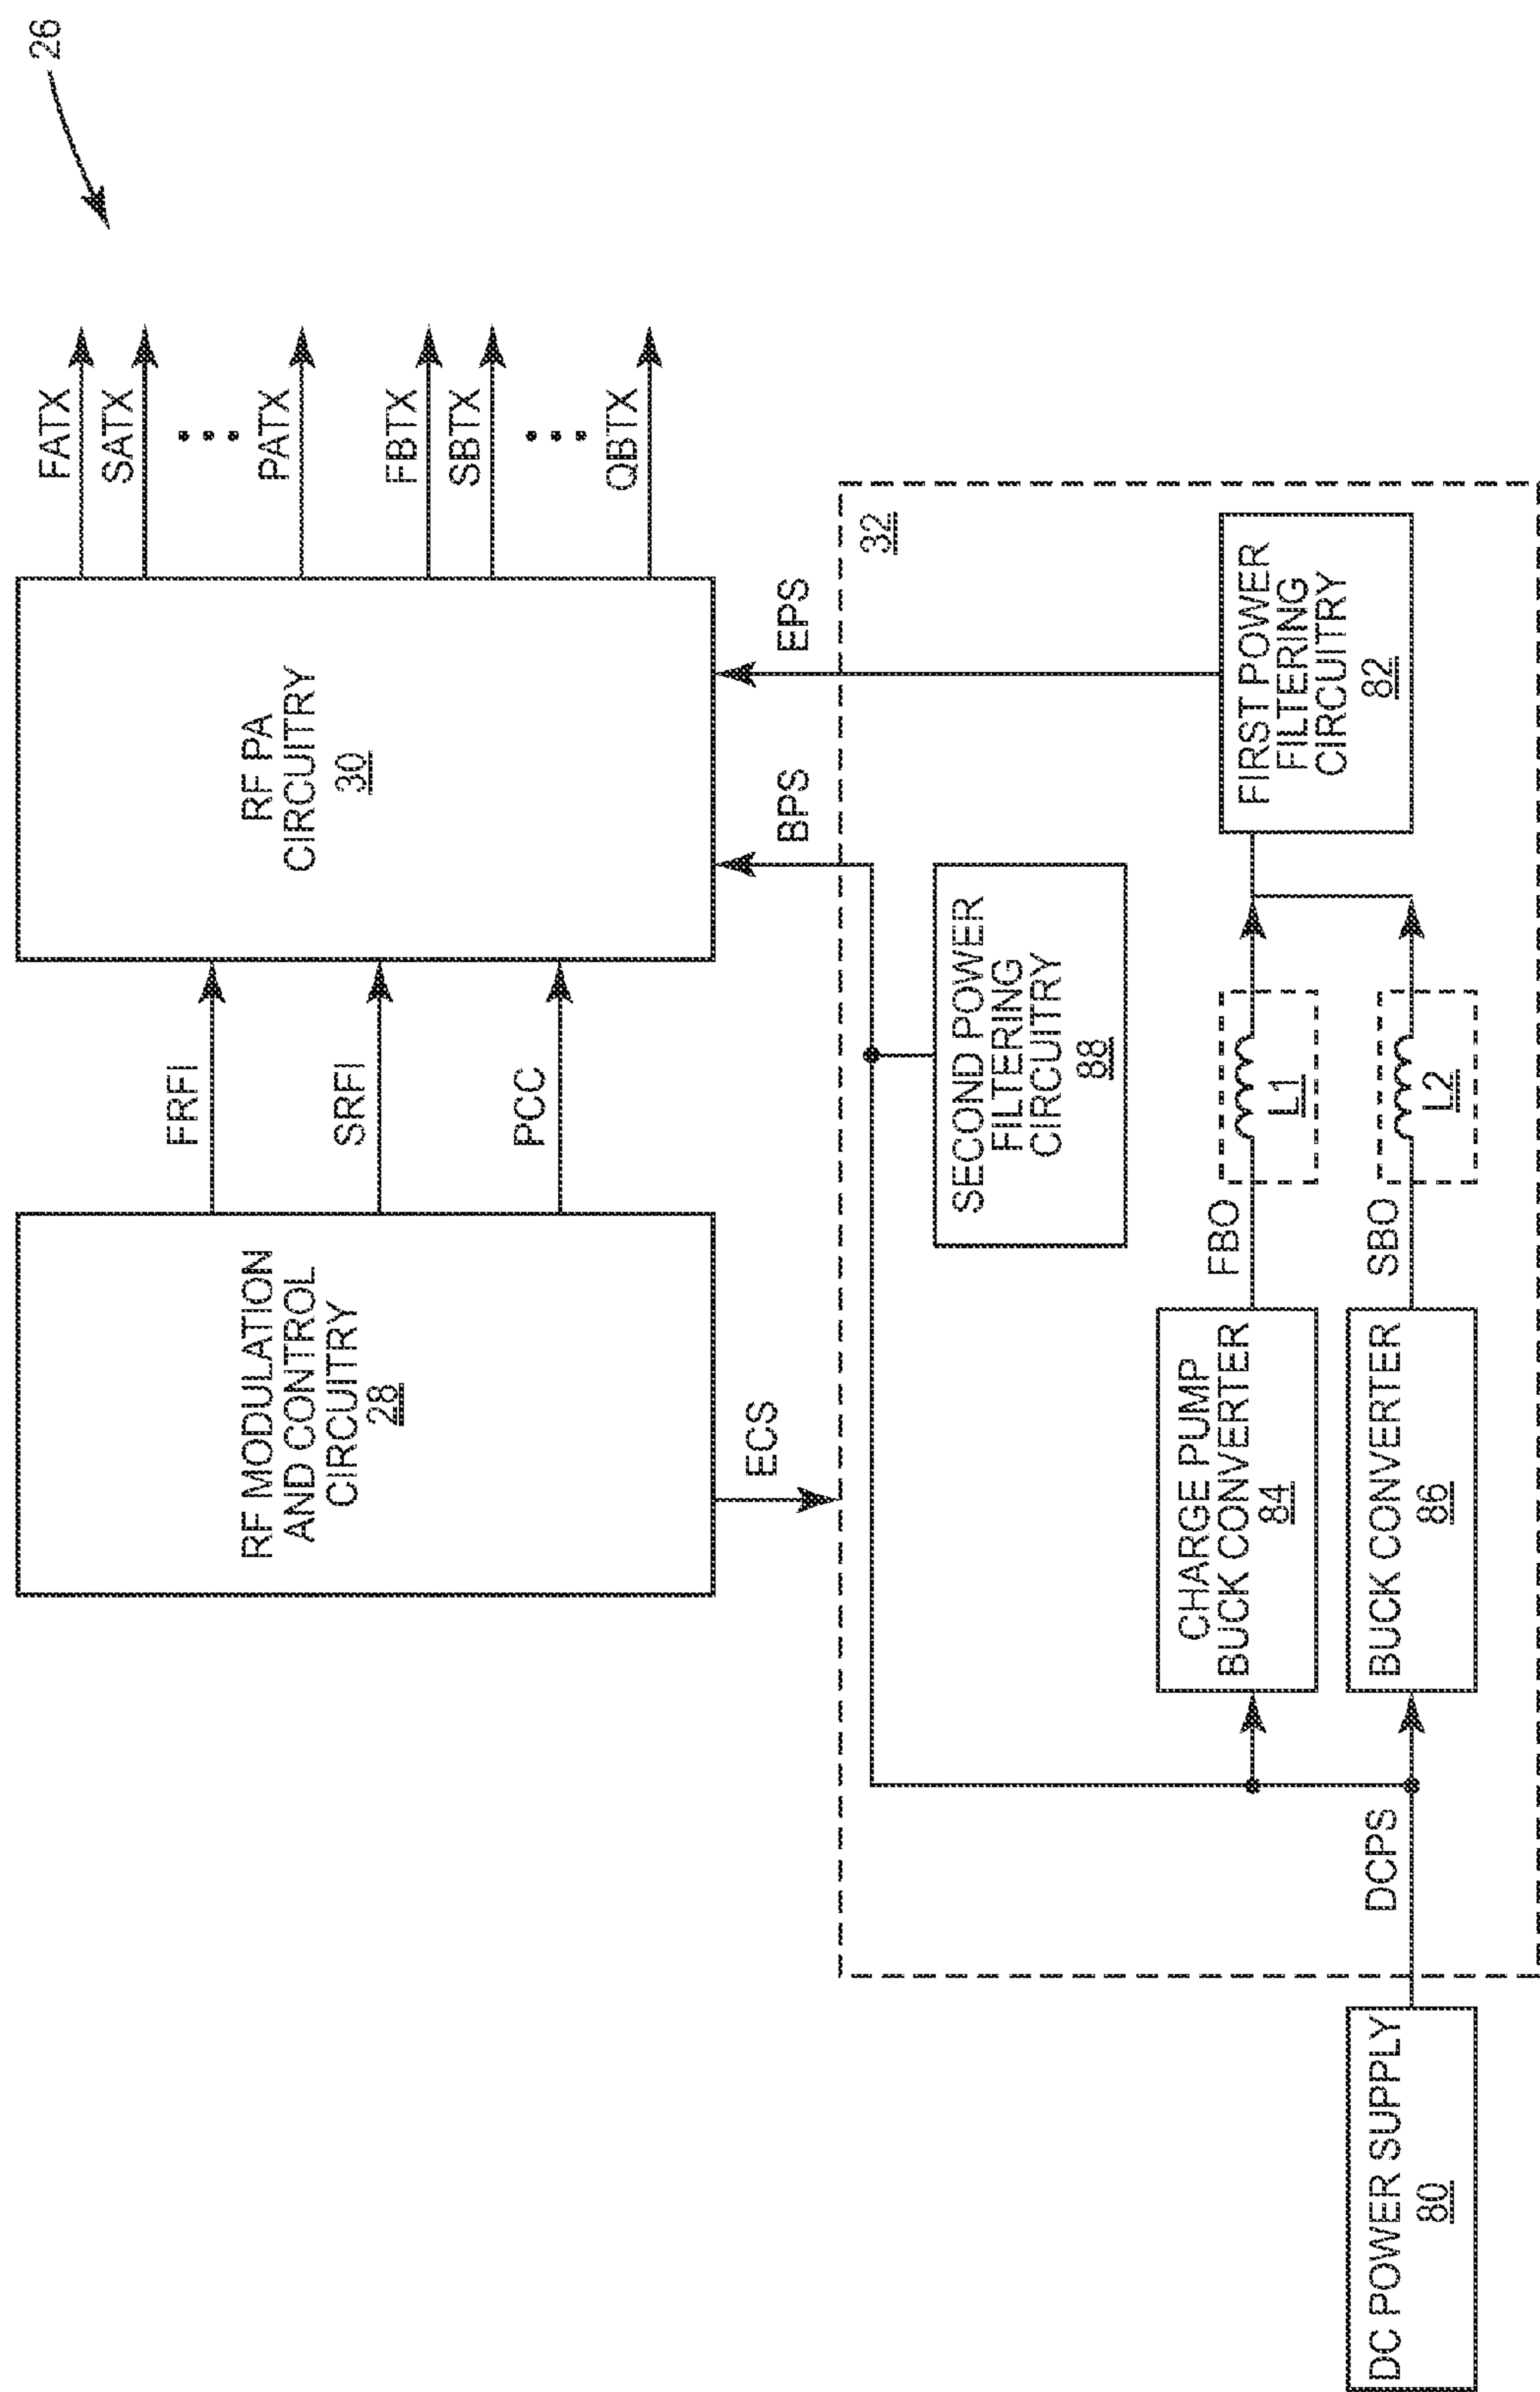 26
FATX
SATX
PATX
FBTX
SBTX
QBTX
RF MODULATION
AND CONTROL
CIRCUITRY
28
FRFI
SRFI
PCC
RF PA
CIRCUITRY
30
ECS
BPS
EPS
32
SECOND POWER
FILTERING
CIRCUITRY
88
FIRST POWER
FILTERING
CIRCUITRY
82
CHARGE PUMP
BUCK CONVERTER
84
FBO
L1
BUCK CONVERTER
86
SBO
L2
DCPS
DC POWER SUPPLY
80